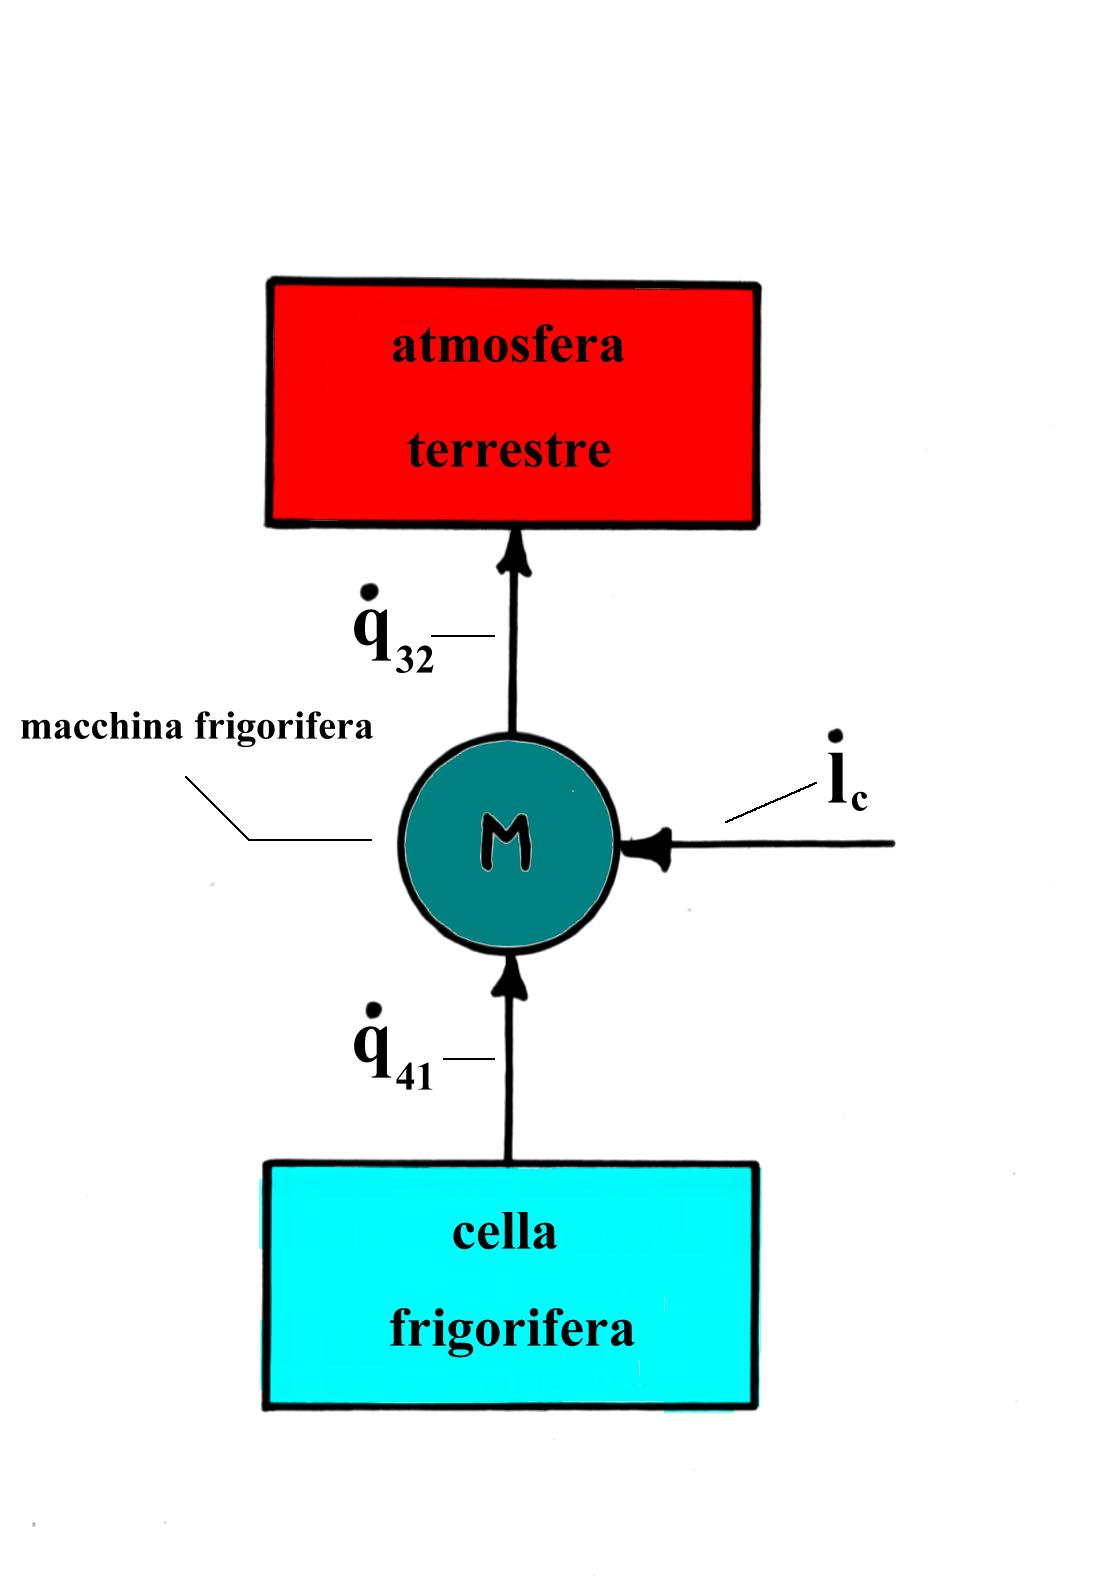 atmosfera
terrestre
q̇₃₂
macchina frigorifera
l̇c
M
q̇₄₁
cella
frigorifera